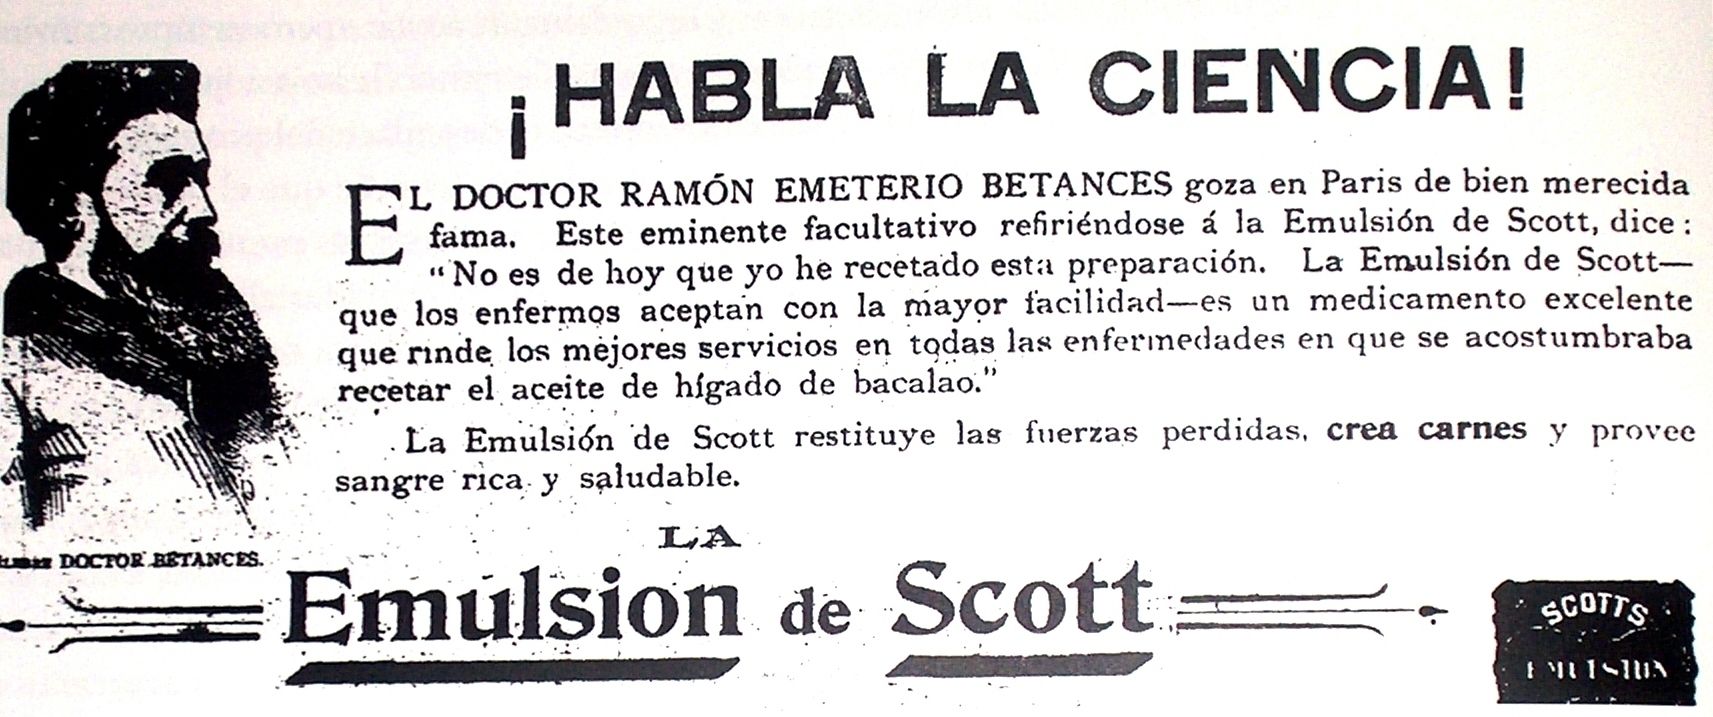 ¡HABLA LA CIENCIA!
EL DOCTOR RAMÓN EMETERIO BETANCES goza en Paris de bien merecida
fama. Este eminente facultativo refiriéndose á la Emulsión de Scott, dice:
"No es de hoy que yo he recetado esta preparación. La Emulsión de Scott—
que los enfermos aceptan con la mayor facilidad—es un medicamento excelente
que rinde los mejores servicios en todas las enfermedades en que se acostumbraba
recetar el aceite de hígado de bacalao."
La Emulsión de Scott restituye las fuerzas perdidas, crea carnes y provee
sangre rica y saludable.
DOCTOR BETANCES.
LA
Emulsion de Scott
SCOTTS
EMULSION